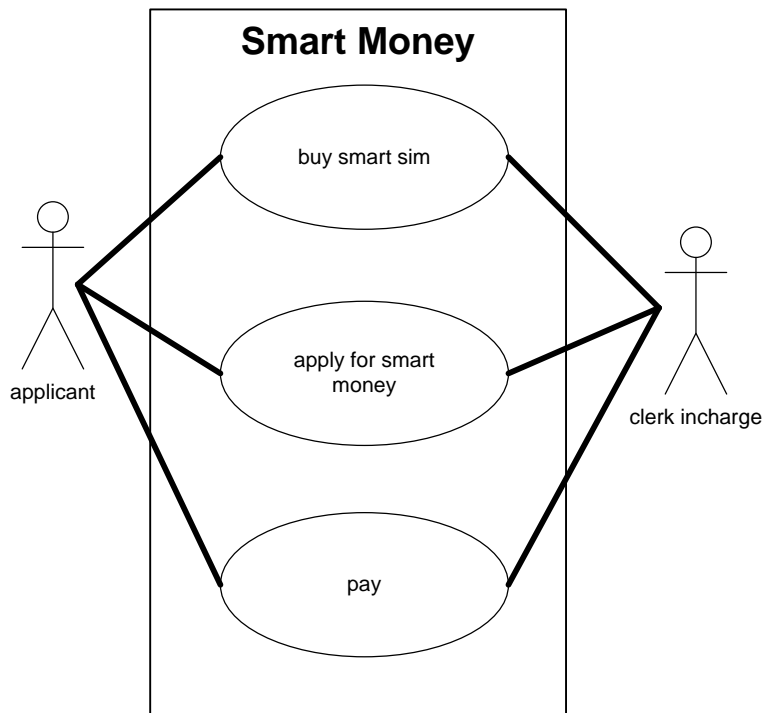 Smart Money
buy smart sim
applicant
apply for smart
money
clerk incharge
pay